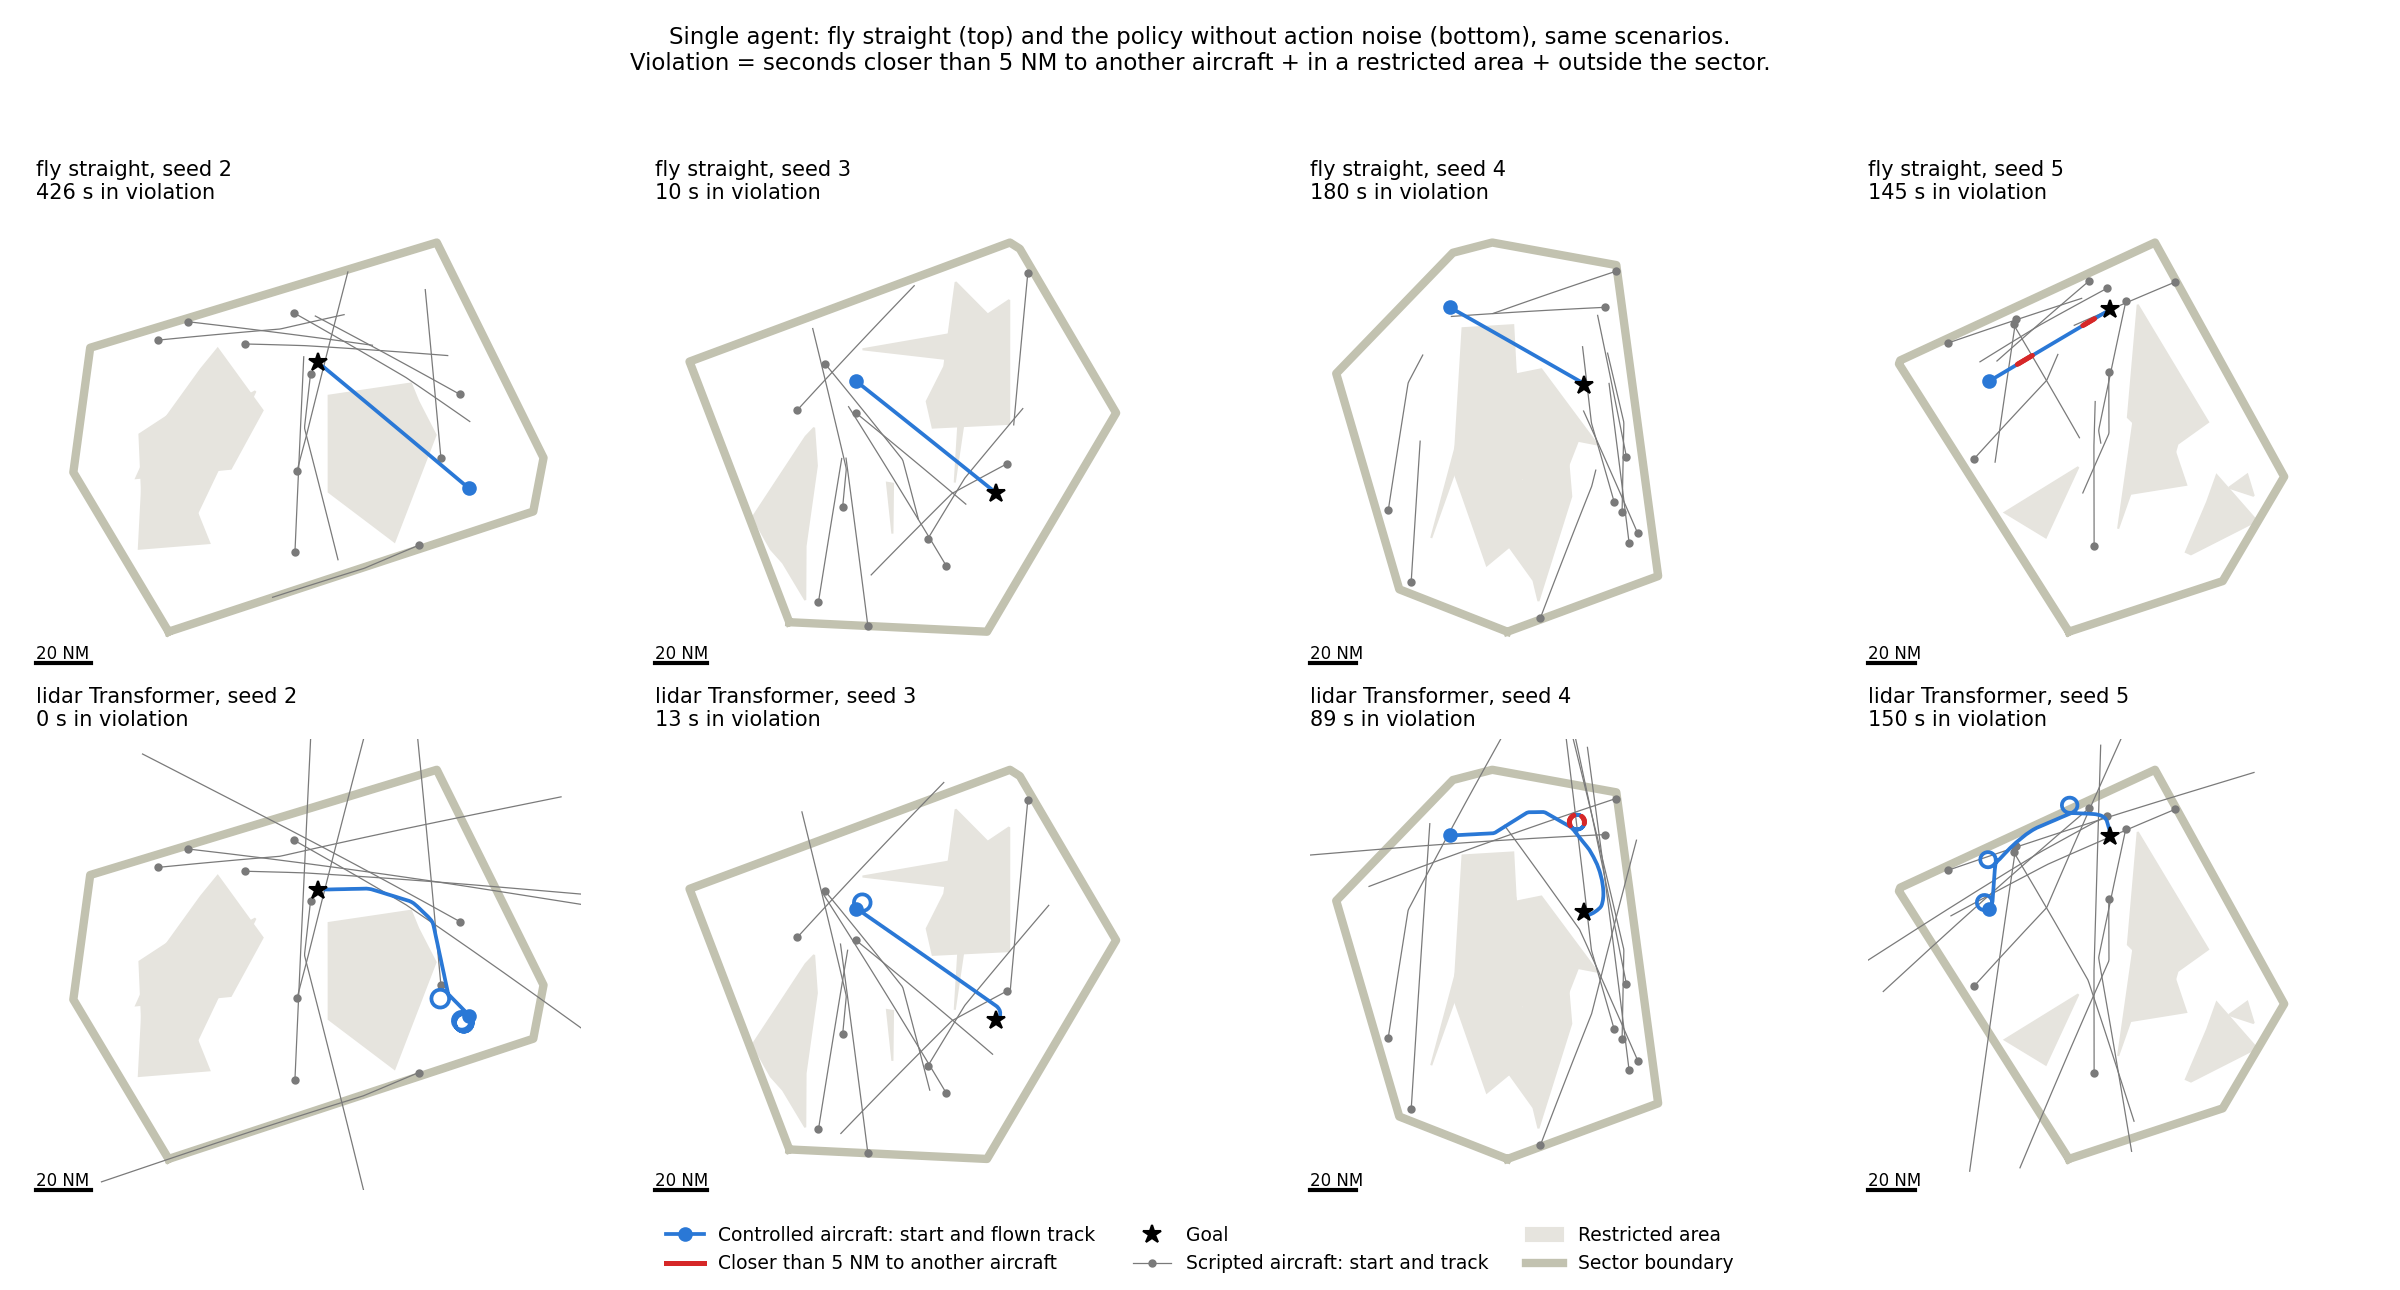 Single agent: fly straight (top) and the policy without action noise (bottom), same scenarios.
Violation = seconds closer than 5 NM to another aircraft + in a restricted area + outside the sector.
fly straight, seed 2
426 s in violation
fly straight, seed 3
10 s in violation
fly straight, seed 4
180 s in violation
fly straight, seed 5
145 s in violation
20 NM
20 NM
20 NM
20 NM
lidar Transformer, seed 2
0 s in violation
lidar Transformer, seed 3
13 s in violation
lidar Transformer, seed 4
89 s in violation
lidar Transformer, seed 5
150 s in violation
20 NM
20 NM
20 NM
20 NM
Controlled aircraft: start and flown track
Closer than 5 NM to another aircraft
Goal
Scripted aircraft: start and track
Restricted area
Sector boundary